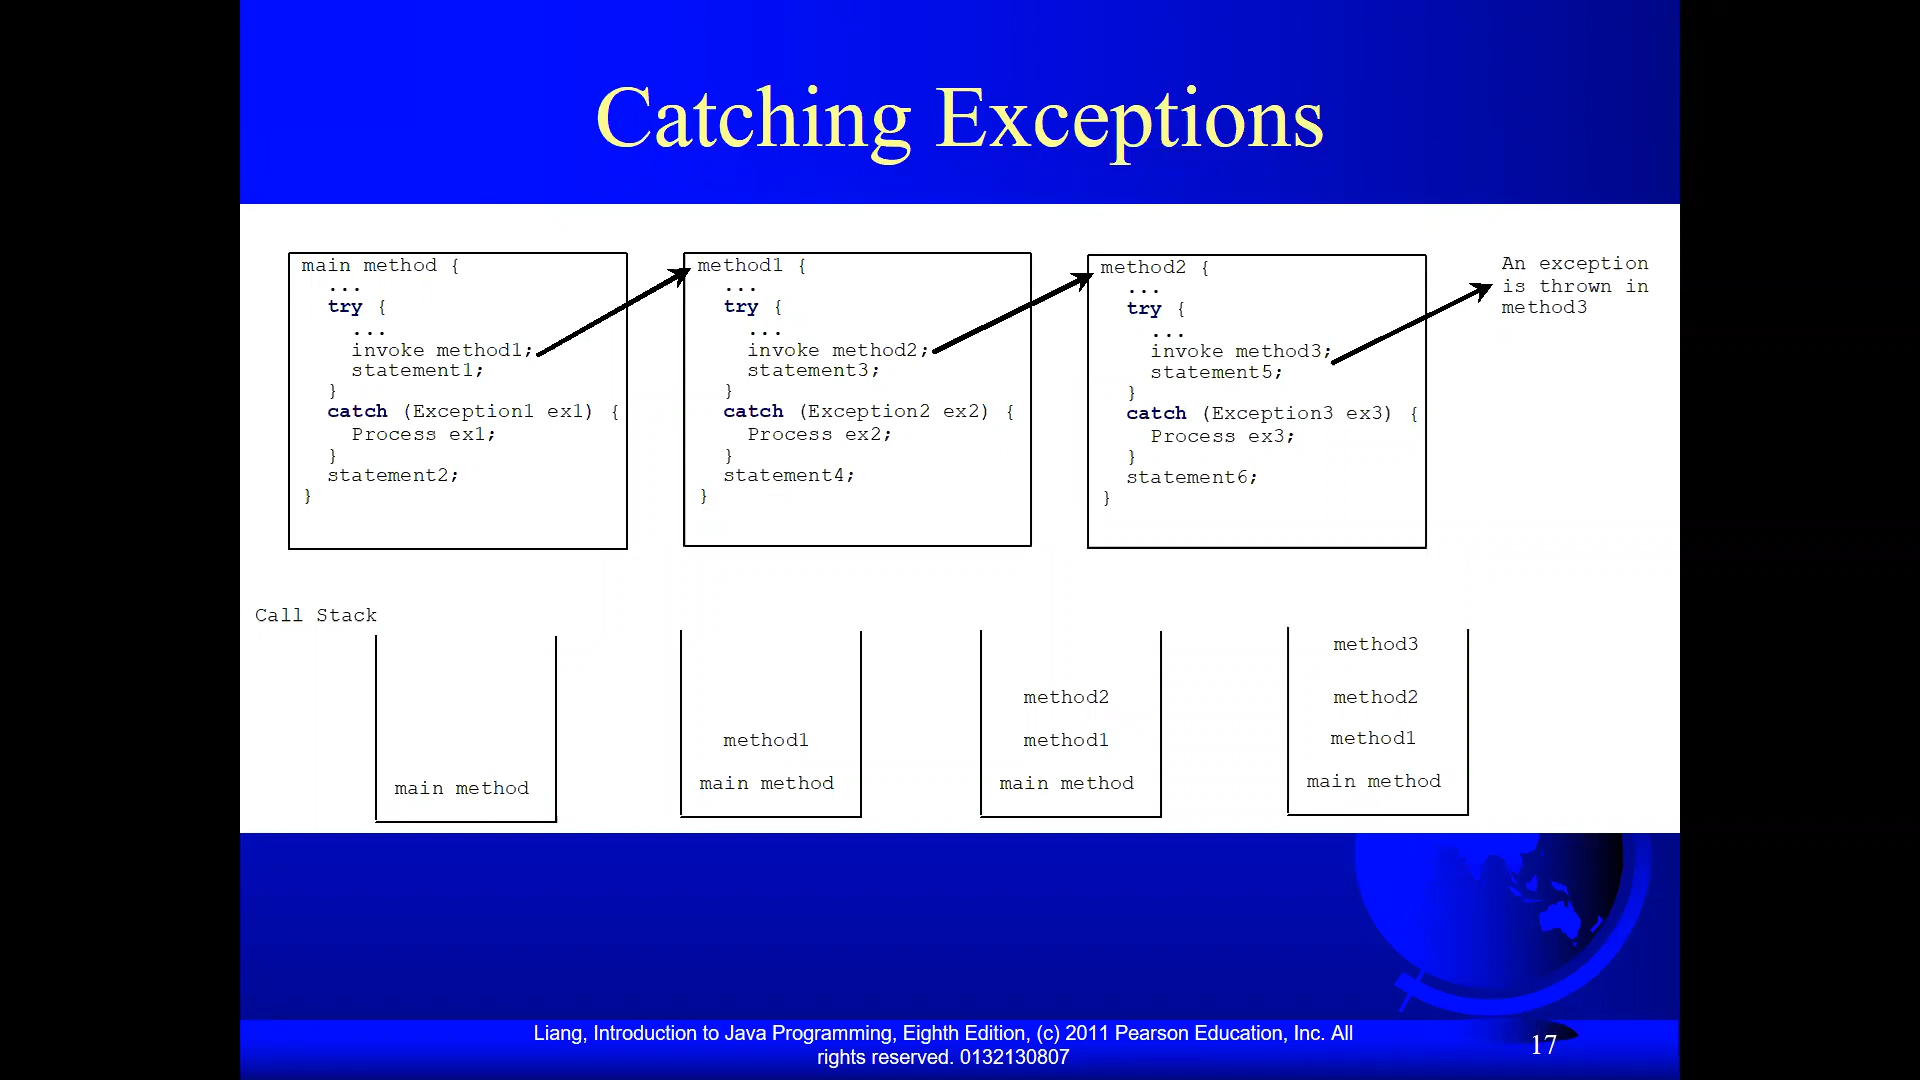 Catching Exceptions
main method {
...
try {
...
invoke method1;
statement1;
}
catch (Exception1 ex1) {
Process ex1;
}
statement2;
}
method1 {
...
try {
...
invoke method2;
statement3;
}
catch (Exception2 ex2) {
Process ex2;
}
statement4;
}
method2 {
...
try {
...
invoke method3;
statement5;
}
catch (Exception3 ex3) {
Process ex3;
}
statement6;
}
An exception
is thrown in
method3
Call Stack
main method
method1
main method
method2
method1
main method
method3
method2
method1
main method
Liang, Introduction to Java Programming, Eighth Edition, (c) 2011 Pearson Education, Inc. All
rights reserved. 0132130807
17